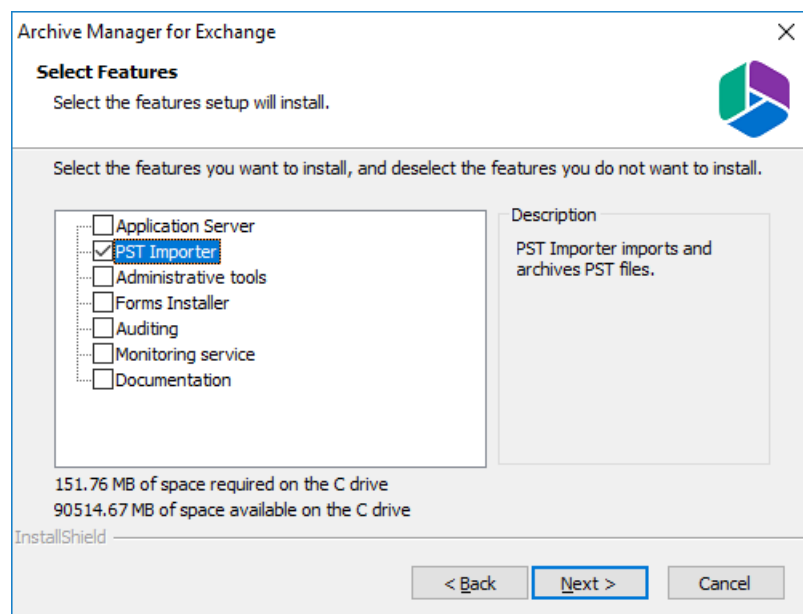 Archive Manager for Exchange
Select Features
Select the features setup will install.
Select the features you want to install, and deselect the features you do not want to install.
Application Server
PST Importer
Administrative tools
Forms Installer
Auditing
Monitoring service
Documentation
Description
PST Importer imports and
archives PST files.
151.76 MB of space required on the C drive
90514.67 MB of space available on the C drive
InstallShield
< Back
Next >
Cancel